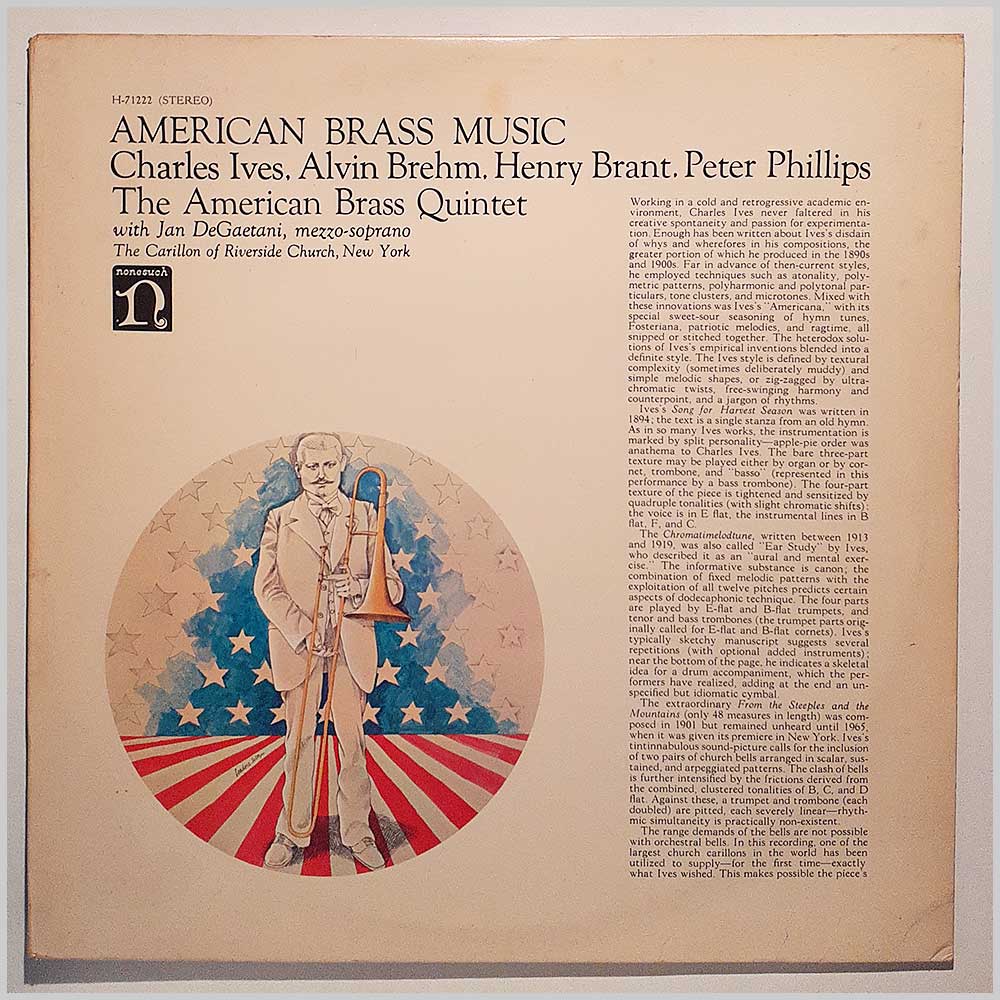 H-71222 (STEREO)
AMERICAN BRASS MUSIC
Charles Ives. Alvin Brehm. Henry Brant. Peter Phillips
The American Brass Quintet
with Jan DeGaetani, mezzo-soprano
The Carillon of Riverside Church, New York
nonesuch
n
Working in a cold and retrogressive academic en-
vironment, Charles Ives never faltered in his
creative spontaneity and passion for experimenta-
tion. Enough has been written about Ives's disdain
of whys and wherefores in his compositions, the
greater portion of which he produced in the 1890s
and 1900s. Far in advance of then-current styles,
he employed techniques such as atonality, poly-
metric patterns, polyharmonic and polytonal par-
ticulars, tone clusters, and microtones. Mixed with
these innovations was Ives's "Americana," with its
special sweet-sour seasoning of hymn tunes,
Fosteriana, patriotic melodies, and ragtime, all
snipped or stitched together. The heterodox solu-
tions of Ives's empirical inventions blended into a
definite style. The Ives style is defined by textural
complexity (sometimes deliberately muddy) and
simple melodic shapes, or zig-zagged by ultra-
chromatic twists, free-swinging harmony and
counterpoint, and a jargon of rhythms.
Ives's Song for Harvest Season was written in
1894; the text is a single stanza from an old hymn.
As in so many Ives works, the instrumentation is
marked by split personality—apple-pie order was
anathema to Charles Ives. The bare three-part
texture may be played either by organ or by cor-
net, trombone, and "basso" (represented in this
performance by a bass trombone). The four-part
texture of the piece is tightened and sensitized by
quadruple tonalities (with slight chromatic shifts):
the voice is in E flat, the instrumental lines in B
flat, F, and C.
The Chromatimelodtune, written between 1913
and 1919, was also called "Ear Study" by Ives,
who described it as an "aural and mental exer-
cise." The informative substance is canon; the
combination of fixed melodic patterns with the
exploitation of all twelve pitches predicts certain
aspects of dodecaphonic technique. The four parts
are played by E-flat and B-flat trumpets, and
tenor and bass trombones (the trumpet parts orig-
inally called for E-flat and B-flat cornets). Ives's
typically sketchy manuscript suggests several
repetitions (with optional added instruments);
near the bottom of the page, he indicates a skeletal
idea for a drum accompaniment, which the per-
formers have realized, adding at the end an un-
specified but idiomatic cymbal.
The extraordinary From the Steeples and the
Mountains (only 48 measures in length) was com-
posed in 1901 but remained unheard until 1965,
when it was given its premiere in New York. Ives's
tintinnabulous sound-picture calls for the inclusion
of two pairs of church bells arranged in scalar, sus-
tained, and arpeggiated patterns. The clash of bells
is further intensified by the frictions derived from
the combined, clustered tonalities of B, C, and D
flat. Against these, a trumpet and trombone (each
doubled) are pitted, each severely linear—rhyth-
mic simultaneity is practically non-existent.
The range demands of the bells are not possible
with orchestral bells. In this recording, one of the
largest church carillons in the world has been
utilized to supply—for the first time—exactly
what Ives wished. This makes possible the piece's